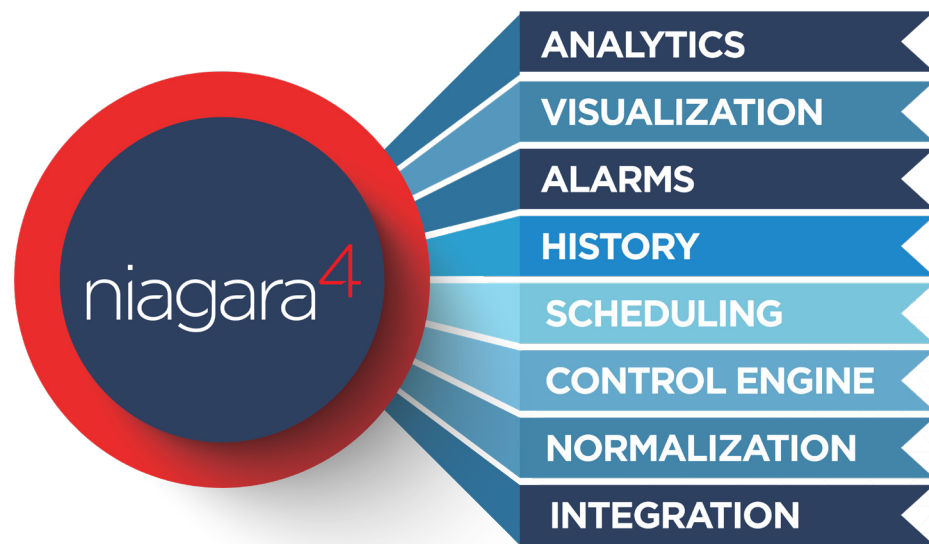 niagara4
ANALYTICS
VISUALIZATION
ALARMS
HISTORY
SCHEDULING
CONTROL ENGINE
NORMALIZATION
INTEGRATION